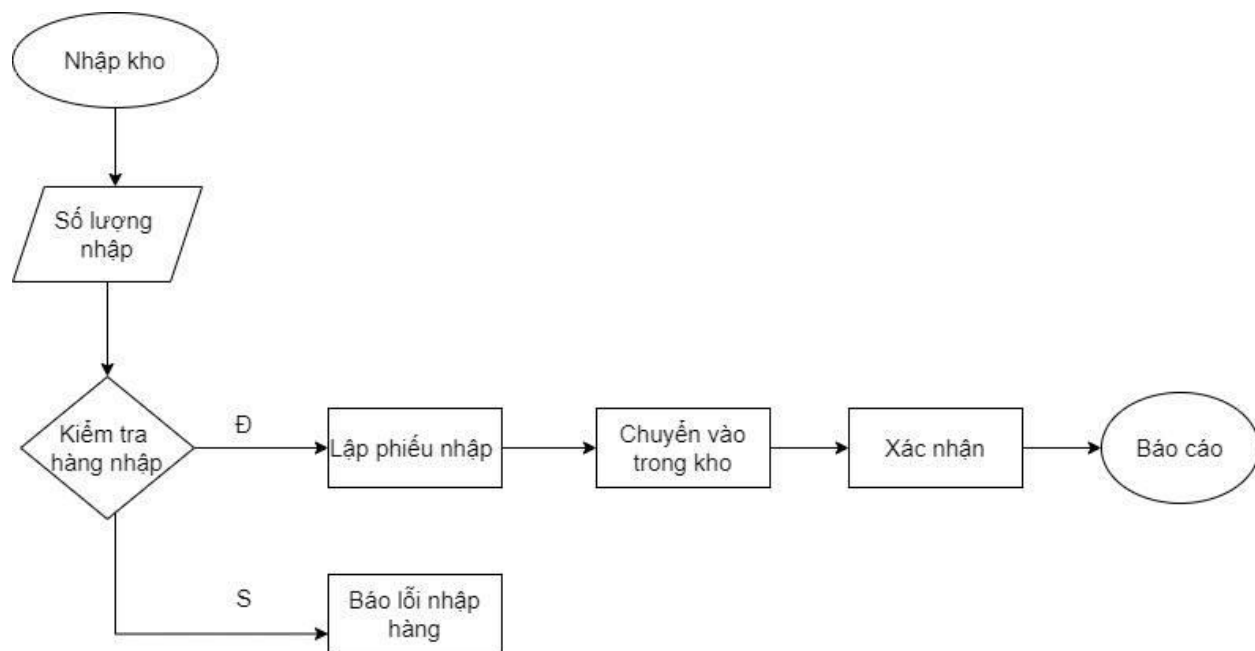 Nhập kho
Số lượng
nhập
Kiểm tra
hàng nhập
Đ
Lập phiếu nhập
Chuyển vào
trong kho
Xác nhận
Báo cáo
S
Báo lỗi nhập
hàng